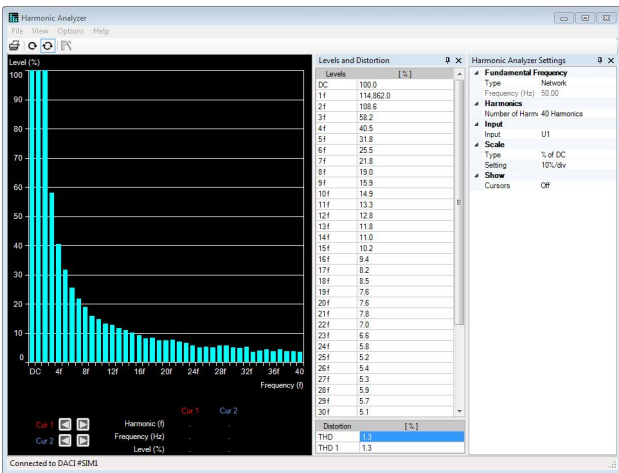 Harmonic Analyzer
File View Options Help
Level (%)
100
90
80
70
60
50
40
30
20
10
0
DC 4f 8f 12f 16f 20f 24f 28f 32f 36f 40
Frequency (f)
Cur 1 Cur 2
Cur 1 Harmonic (f) . .
Cur 2 Frequency (Hz) . .
Level (%) . .
Levels and Distortion
Levels [%]
DC 100.0
1f 114,862.0
2f 108.6
3f 58.2
4f 40.5
5f 31.8
6f 25.5
7f 21.8
8f 19.0
9f 15.9
10f 14.9
11f 13.3
12f 12.8
13f 11.8
14f 11.0
15f 10.2
16f 9.4
17f 8.2
18f 8.5
19f 7.6
20f 7.6
21f 7.8
22f 7.0
23f 6.6
24f 5.8
25f 5.2
26f 5.4
27f 5.3
28f 5.9
29f 5.7
30f 5.1
Distortion [%]
THD 1.3
THD 1 1.3
Harmonic Analyzer Settings
Fundamental Frequency
Type Network
Frequency (Hz) 50.00
Harmonics
Number of Harm 40 Harmonics
Input
Input U1
Scale
Type % of DC
Setting 10%/div
Show
Cursors Off
Connected to DACI #SIM1